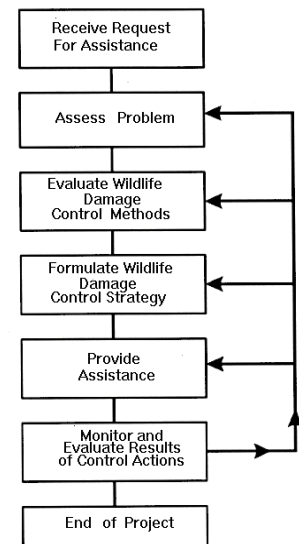 Receive Request
For Assistance
Assess Problem
Evaluate Wildlife
Damage
Control Methods
Formulate Wildlife
Damage
Control Strategy
Provide
Assistance
Monitor and
Evaluate Results
of Control Actions
End of Project